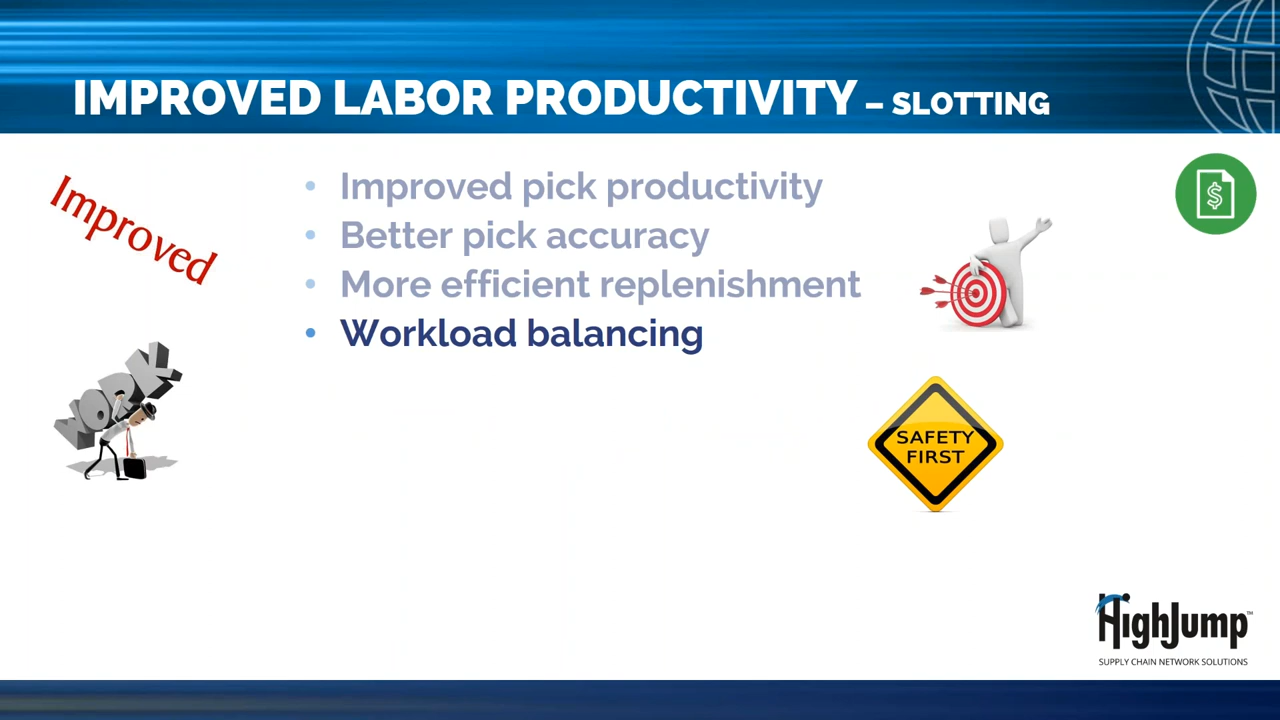 IMPROVED LABOR PRODUCTIVITY – SLOTTING
Improved
• Improved pick productivity
• Better pick accuracy
• More efficient replenishment
• Workload balancing
$
WORK
SAFETY
FIRST
HighJump™
SUPPLY CHAIN NETWORK SOLUTIONS